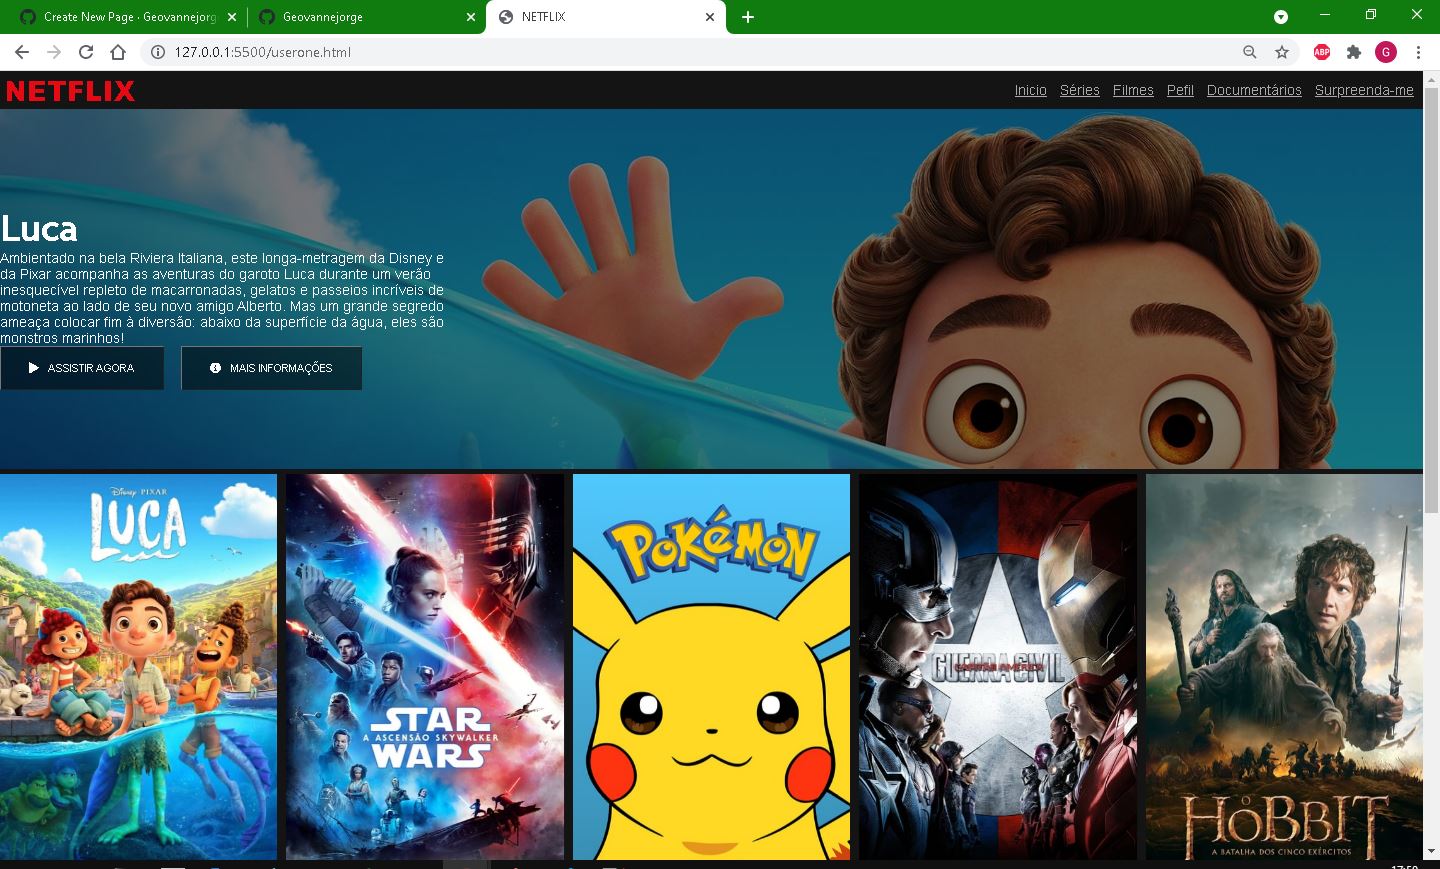 Create New Page · Geovannejorg
Geovannejorge
NETFLIX
127.0.0.1:5500/userone.html
ABP
G
NETFLIX
Inicio Séries Filmes Pefil Documentários Surpreenda-me
Luca
Ambientado na bela Riviera Italiana, este longa-metragem da Disney e
da Pixar acompanha as aventuras do garoto Luca durante um verão
inesquecível repleto de macarronadas, gelatos e passeios incríveis de
motoneta ao lado de seu novo amigo Alberto. Mas um grande segredo
ameaça colocar fim à diversão: abaixo da superfície da água, eles são
monstros marinhos!
ASSISTIR AGORA
MAIS INFORMAÇÕES
Disney PIXAR
LUCA
STAR
A ASCENSÃO SKYWALKER
WARS
POKÉMON
CAPITÃO AMÉRICA
GUERRA CIVIL
O
HOBBIT
A BATALHA DOS CINCO EXÉRCITOS